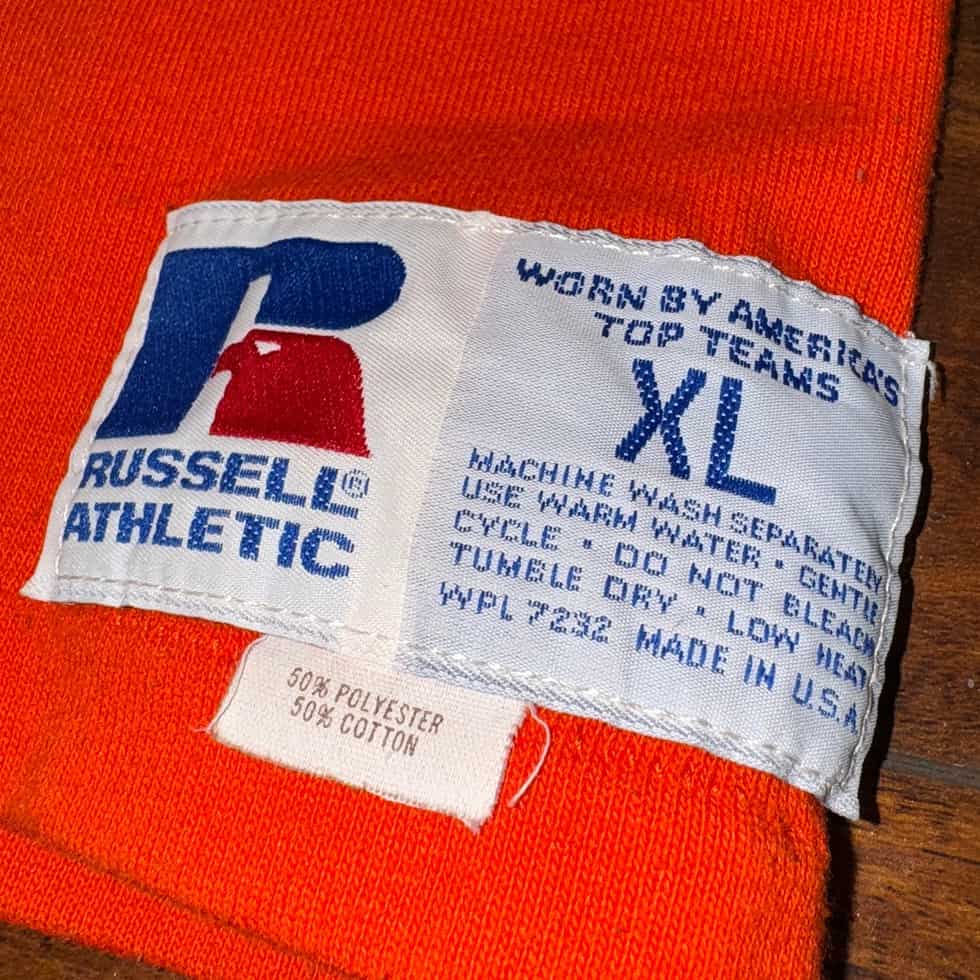 RUSSELL®
ATHLETIC
WORN BY AMERICA'S
TOP TEAMS
XL
MACHINE WASH SEPARATELY
USE WARM WATER • GENTLE
CYCLE • DO NOT BLEACH
TUMBLE DRY • LOW HEAT
WPL 7232 MADE IN U.S.A
50% POLYESTER
50% COTTON